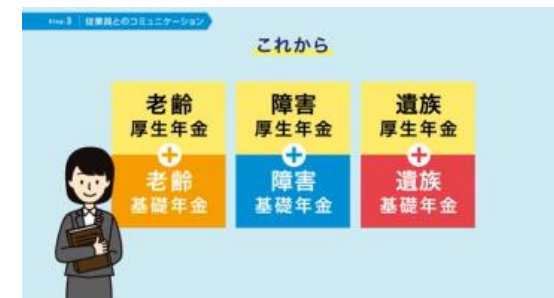 Step.3 従業員とのコミュニケーション
これから
老齢
厚生年金
+
老齢
基礎年金
障害
厚生年金
+
障害
基礎年金
遺族
厚生年金
+
遺族
基礎年金